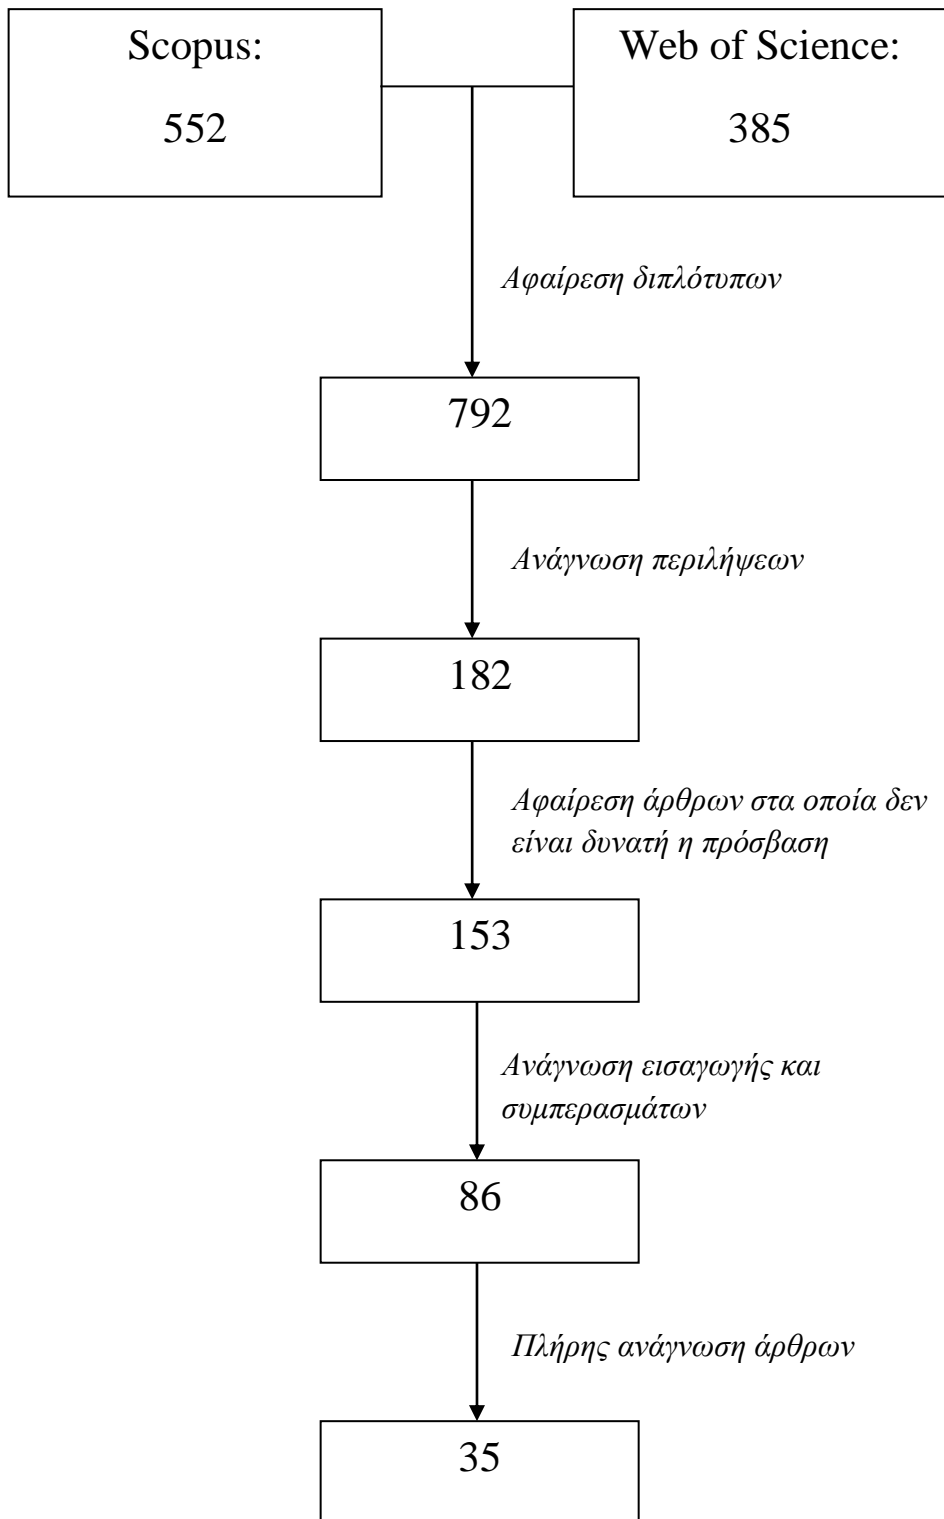 Scopus:
552
Web of Science:
385
Αφαίρεση διπλότυπων
792
Ανάγνωση περιλήψεων
182
Αφαίρεση άρθρων στα οποία δεν
είναι δυνατή η πρόσβαση
153
Ανάγνωση εισαγωγής και
συμπερασμάτων
86
Πλήρης ανάγνωση άρθρων
35